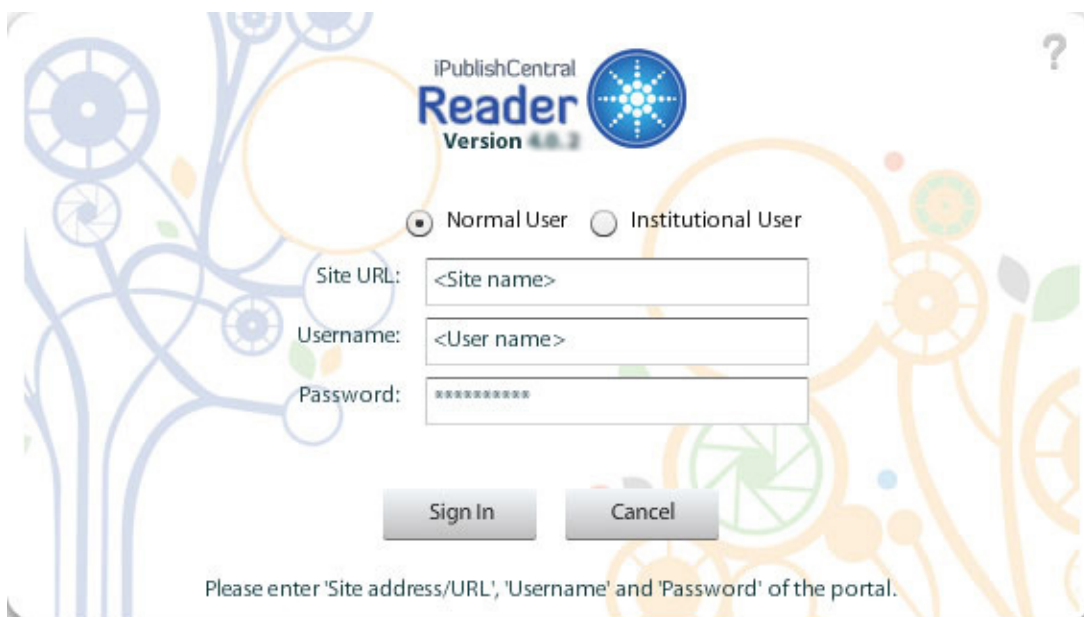 ?
iPublishCentral
Reader
Version
Normal User Institutional User
Site URL: <Site name>
Username: <User name>
Password: **********
Sign In Cancel
Please enter 'Site address/URL', 'Username' and 'Password' of the portal.